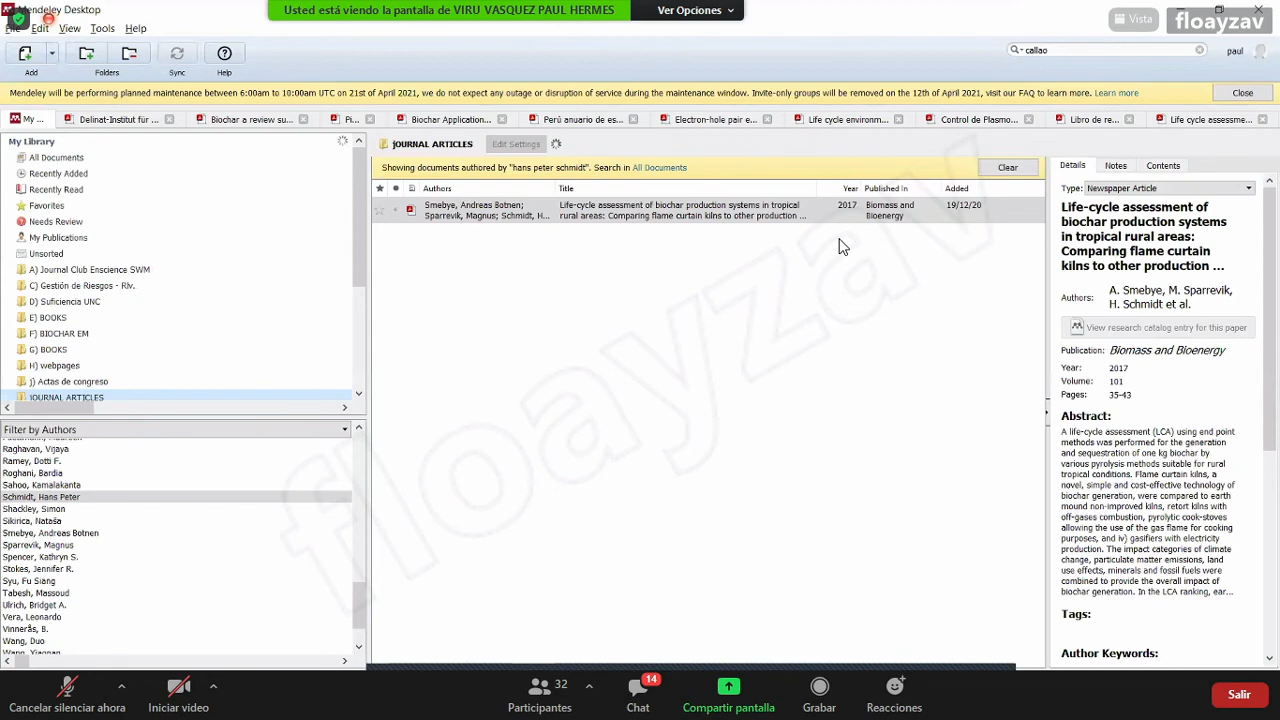 Mendeley Desktop
Usted está viendo la pantalla de VIRU VASQUEZ PAUL HERMES
Ver Opciones
Vista
floayzav
File Edit View Tools Help
callao
paul
Add
Folders
Sync
Help
Mendeley will be performing planned maintenance between 6:00am to 10:00am UTC on 21st of April 2021, we do not expect any outage or disruption of service during the maintenance window. Invite-only groups will be removed on the 12th of April 2021, visit our FAQ to learn more. Learn more
Close
My ...
Delinat-Institut für ...
Biochar a review su...
Pi...
Biochar Application...
Perú anuario de es...
Electron-hole pair e...
Life cycle environm...
Control de Plasmo...
Libro de re...
Life cycle assessme...
My Library
All Documents
Recently Added
Recently Read
Favorites
Needs Review
My Publications
Unsorted
A) Journal Club Enscience SWM
C) Gestión de Riesgos - Rlv.
D) Suficiencia UNC
E) BOOKS
F) BIOCHAR EM
G) BOOKS
H) webpages
j) Actas de congreso
jOURNAL ARTICLES
Filter by Authors
Raghavan, Vijaya
Ramey, Dotti F.
Roghani, Bardia
Sahoo, Kamalakanta
Schmidt, Hans Peter
Shackley, Simon
Sikirica, Nataša
Smebye, Andreas Botnen
Sparrevik, Magnus
Spencer, Kathryn S.
Stokes, Jennifer R.
Syu, Fu Siang
Tabesh, Massoud
Ulrich, Bridget A.
Vera, Leonardo
Vinnerås, B.
Wang, Duo
Wang, Xiaonan
jOURNAL ARTICLES
Edit Settings
Showing documents authored by "hans peter schmidt". Search in All Documents
Clear
Authors Title Year Published In Added
Smebye, Andreas Botnen; Life-cycle assessment of biochar production systems in tropical 2017 Biomass and 19/12/20
Sparrevik, Magnus; Schmidt, H... rural areas: Comparing flame curtain kilns to other production ... Bioenergy
Details
Notes
Contents
Type: Newspaper Article
Life-cycle assessment of
biochar production systems
in tropical rural areas:
Comparing flame curtain
kilns to other production ...
Authors: A. Smebye, M. Sparrevik,
H. Schmidt et al.
View research catalog entry for this paper
Publication: Biomass and Bioenergy
Year: 2017
Volume: 101
Pages: 35-43
Abstract:
A life-cycle assessment (LCA) using end point
methods was performed for the generation
and sequestration of one kg biochar by
various pyrolysis methods suitable for rural
tropical conditions. Flame curtain kilns, a
novel, simple and cost-effective technology of
biochar generation, were compared to earth
mound non-improved kilns, retort kilns with
off-gases combustion, pyrolytic cook-stoves
allowing the use of the gas flame for cooking
purposes, and iv) gasifiers with electricity
production. The impact categories of climate
change, particulate matter emissions, land
use effects, minerals and fossil fuels were
combined to provide the overall impact of
biochar generation. In the LCA ranking, ear...
Tags:
Author Keywords:
floayzav
Cancelar silenciar ahora
Iniciar video
32
Participantes
14
Chat
Compartir pantalla
Grabar
Reacciones
Salir